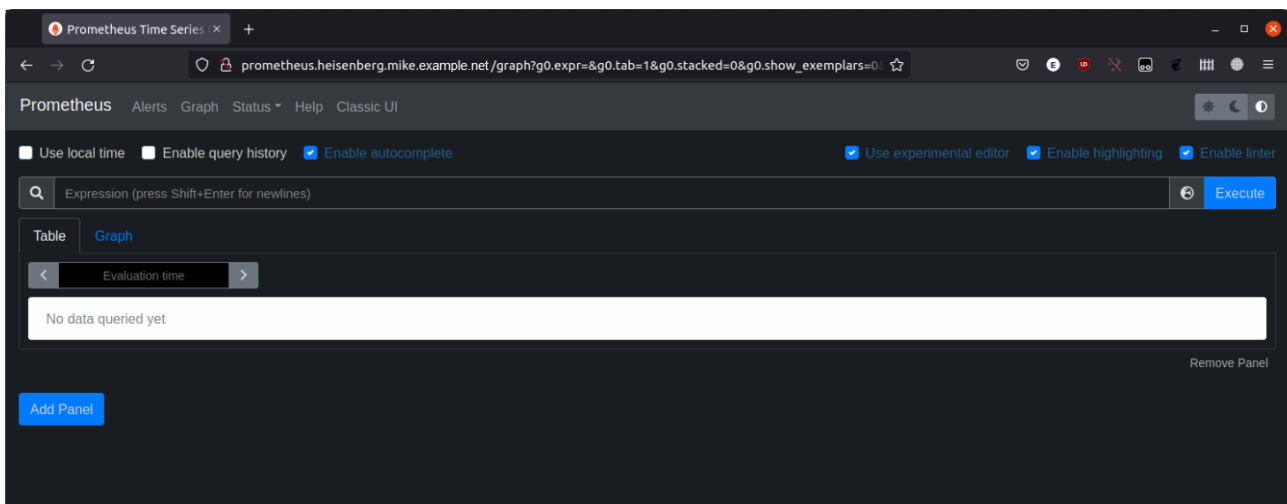 Prometheus Time Series
prometheus.heisenberg.mike.example.net/graph?g0.expr=&g0.tab=1&g0.stacked=0&g0.show_exemplars=0
Prometheus Alerts Graph Status Help Classic UI
Use local time Enable query history Enable autocomplete Use experimental editor Enable highlighting Enable linter
Expression (press Shift+Enter for newlines) Execute
Table Graph
Evaluation time
No data queried yet
Remove Panel
Add Panel